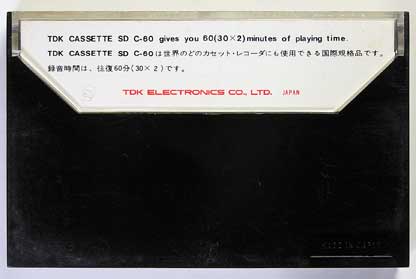 TDK CASSETTE SD C-60 gives you 60(30×2)minutes of playing time.
TDK CASSETTE SD C-60は世界のどのカセット・レコーダにも使用できる国際規格品です。
録音時間は、往復60分(30×2)です。
TDK ELECTRONICS CO., LTD. JAPAN
MADE IN JAPAN